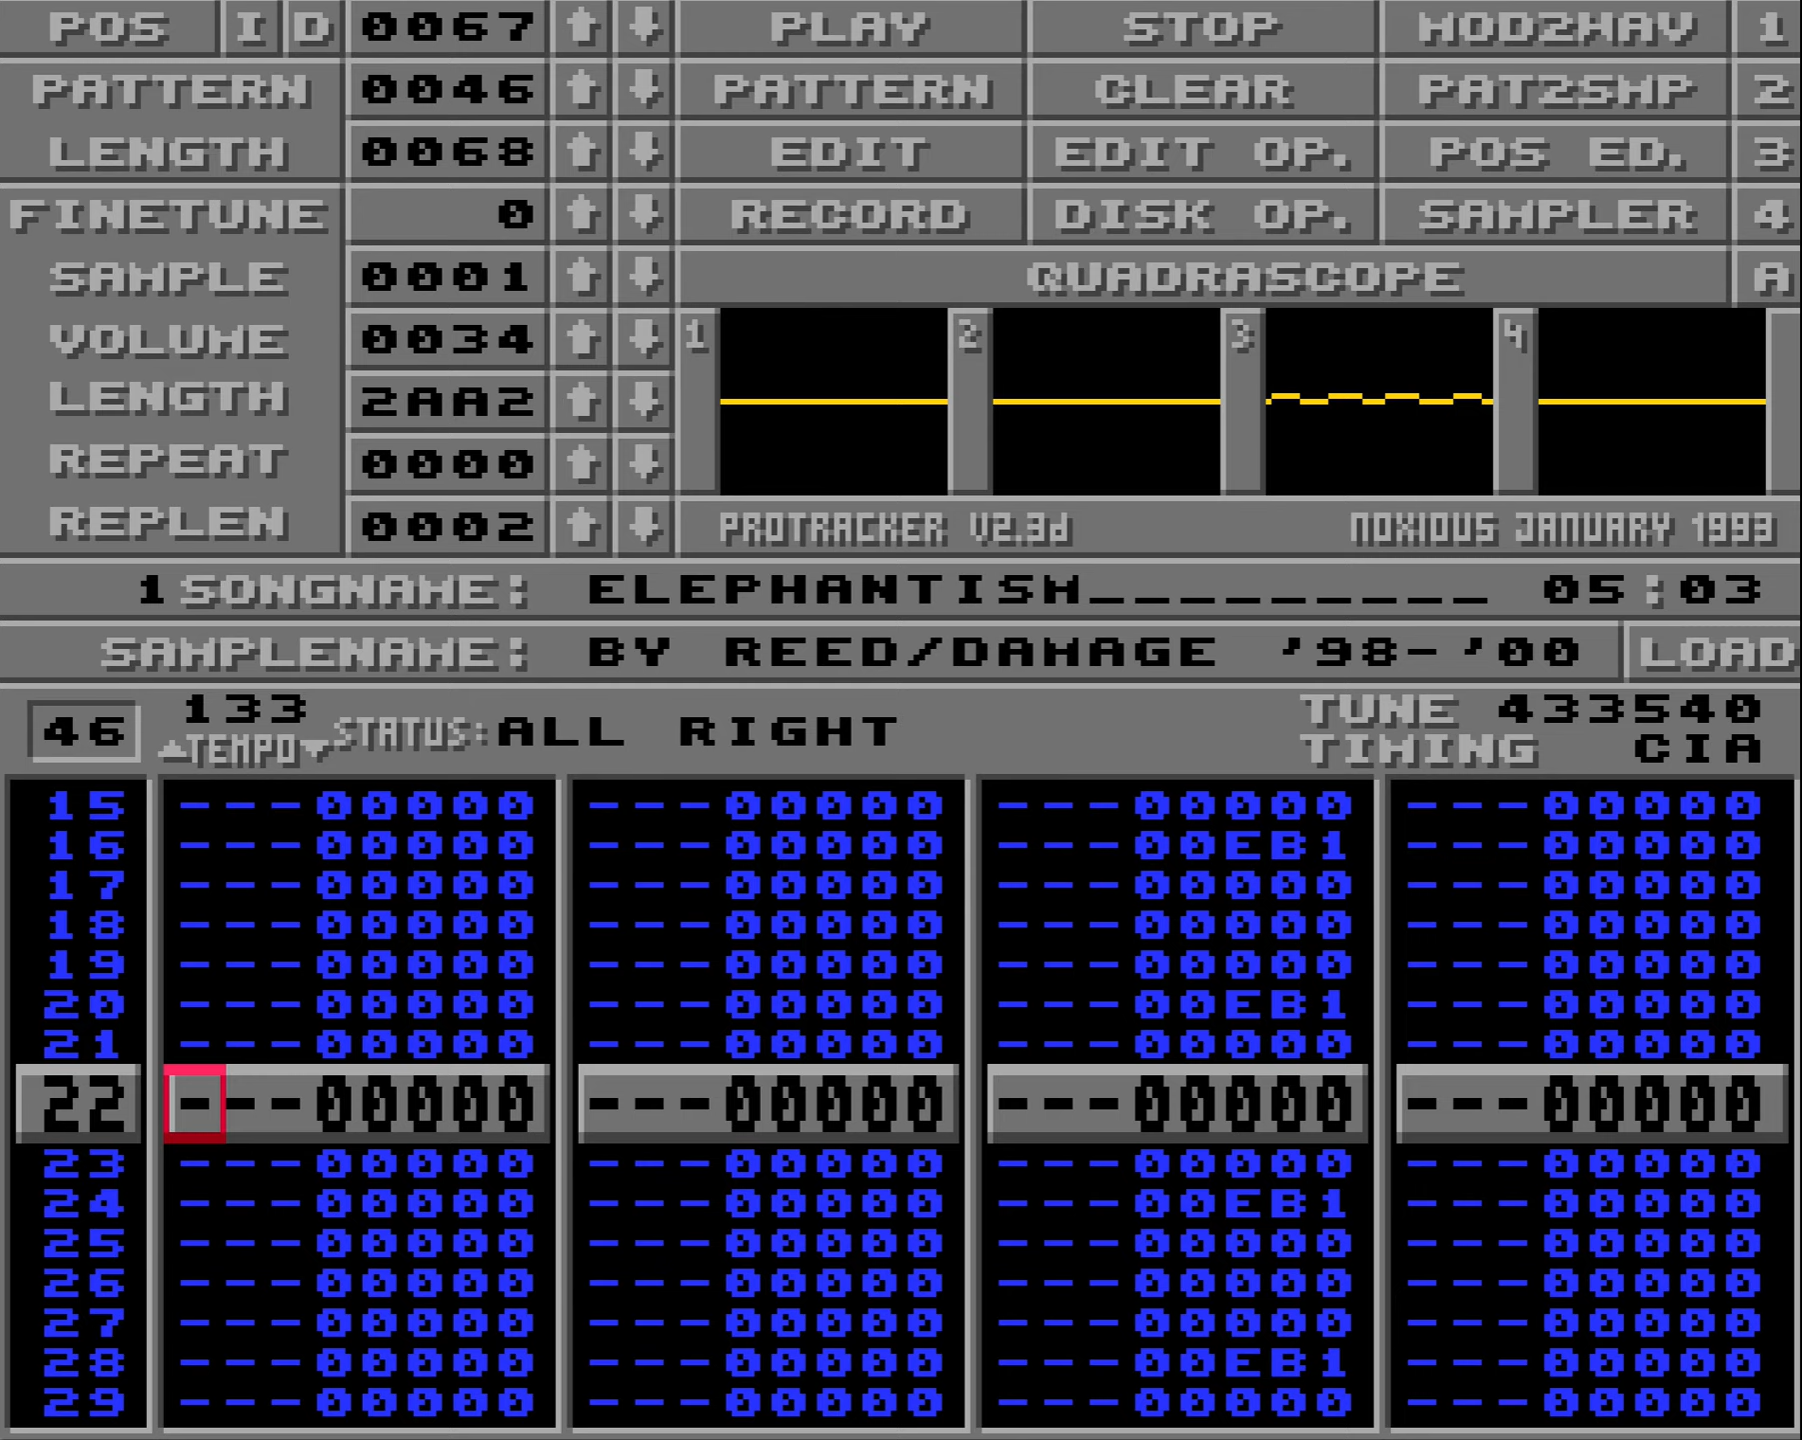 POS I D 0067 PLAY STOP MOD2WAV 1
PATTERN 0046 PATTERN CLEAR PAT2SMP 2
LENGTH 0068 EDIT EDIT OP. POS ED. 3
FINETUNE 0 RECORD DISK OP. SAMPLER 4
SAMPLE 0001 QUADRASCOPE A
VOLUME 0034 1 2 3 4
LENGTH 2AA2
REPEAT 0000
REPLEN 0002 PROTRACKER V2.3d NOXIOUS JANUARY 1993
1 SONGNAME: ELEPHANTISH_________ 05:03
SAMPLENAME: BY REED/DAMAGE '98-'00 LOAD
46 133 TEMPO STATUS: ALL RIGHT TUNE 433540
TIMING CIA
15 ---00000 ---00000 ---00000 ---00000
16 ---00000 ---00000 ---00EB1 ---00000
17 ---00000 ---00000 ---00000 ---00000
18 ---00000 ---00000 ---00000 ---00000
19 ---00000 ---00000 ---00000 ---00000
20 ---00000 ---00000 ---00EB1 ---00000
21 ---00000 ---00000 ---00000 ---00000
22 ---00000 ---00000 ---00000 ---00000
23 ---00000 ---00000 ---00000 ---00000
24 ---00000 ---00000 ---00EB1 ---00000
25 ---00000 ---00000 ---00000 ---00000
26 ---00000 ---00000 ---00000 ---00000
27 ---00000 ---00000 ---00000 ---00000
28 ---00000 ---00000 ---00EB1 ---00000
29 ---00000 ---00000 ---00000 ---00000